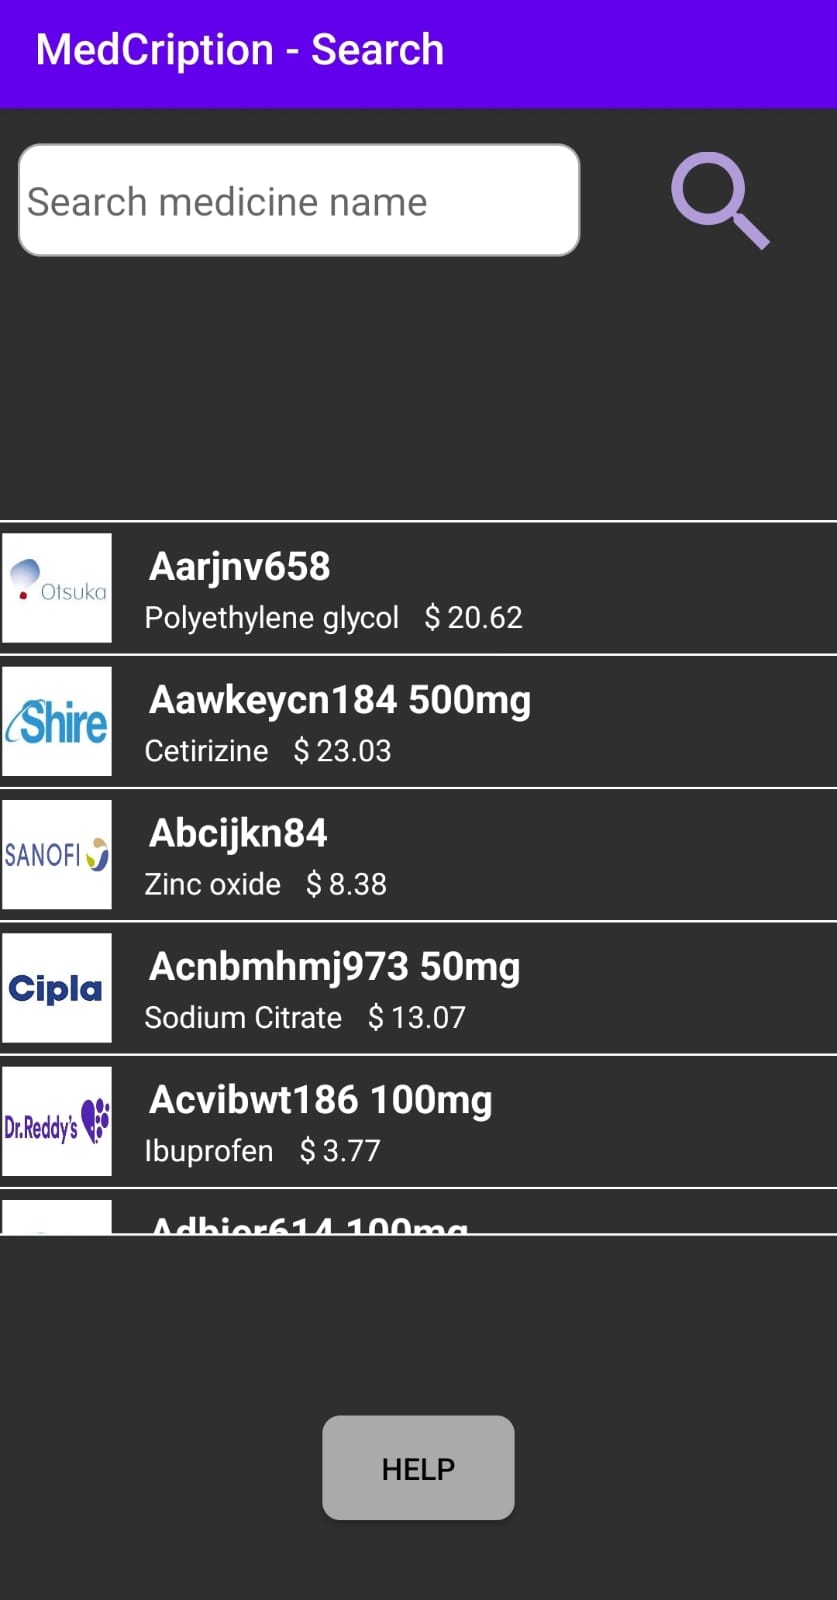 MedCription - Search
Search medicine name
Otsuka
Aarjnv658
Polyethylene glycol $ 20.62
Shire
Aawkeycn184 500mg
Cetirizine $ 23.03
SANOFI
Abcijkn84
Zinc oxide $ 8.38
Cipla
Acnbmhmj973 50mg
Sodium Citrate $ 13.07
Dr.Reddy's
Acvibwt186 100mg
Ibuprofen $ 3.77
100mg
HELP